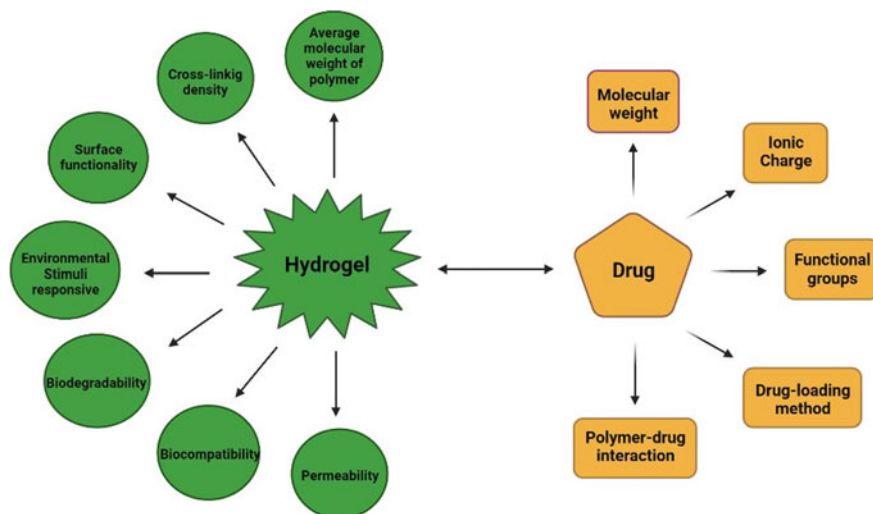 Average
molecular
weight of
polymer
Cross-linkig
density
Surface
functionality
Environmental
Stimuli
responsive
Biodegradability
Biocompatibility
Permeability
Hydrogel
Drug
Molecular
weight
Ionic
Charge
Functional
groups
Drug-loading
method
Polymer-drug
interaction